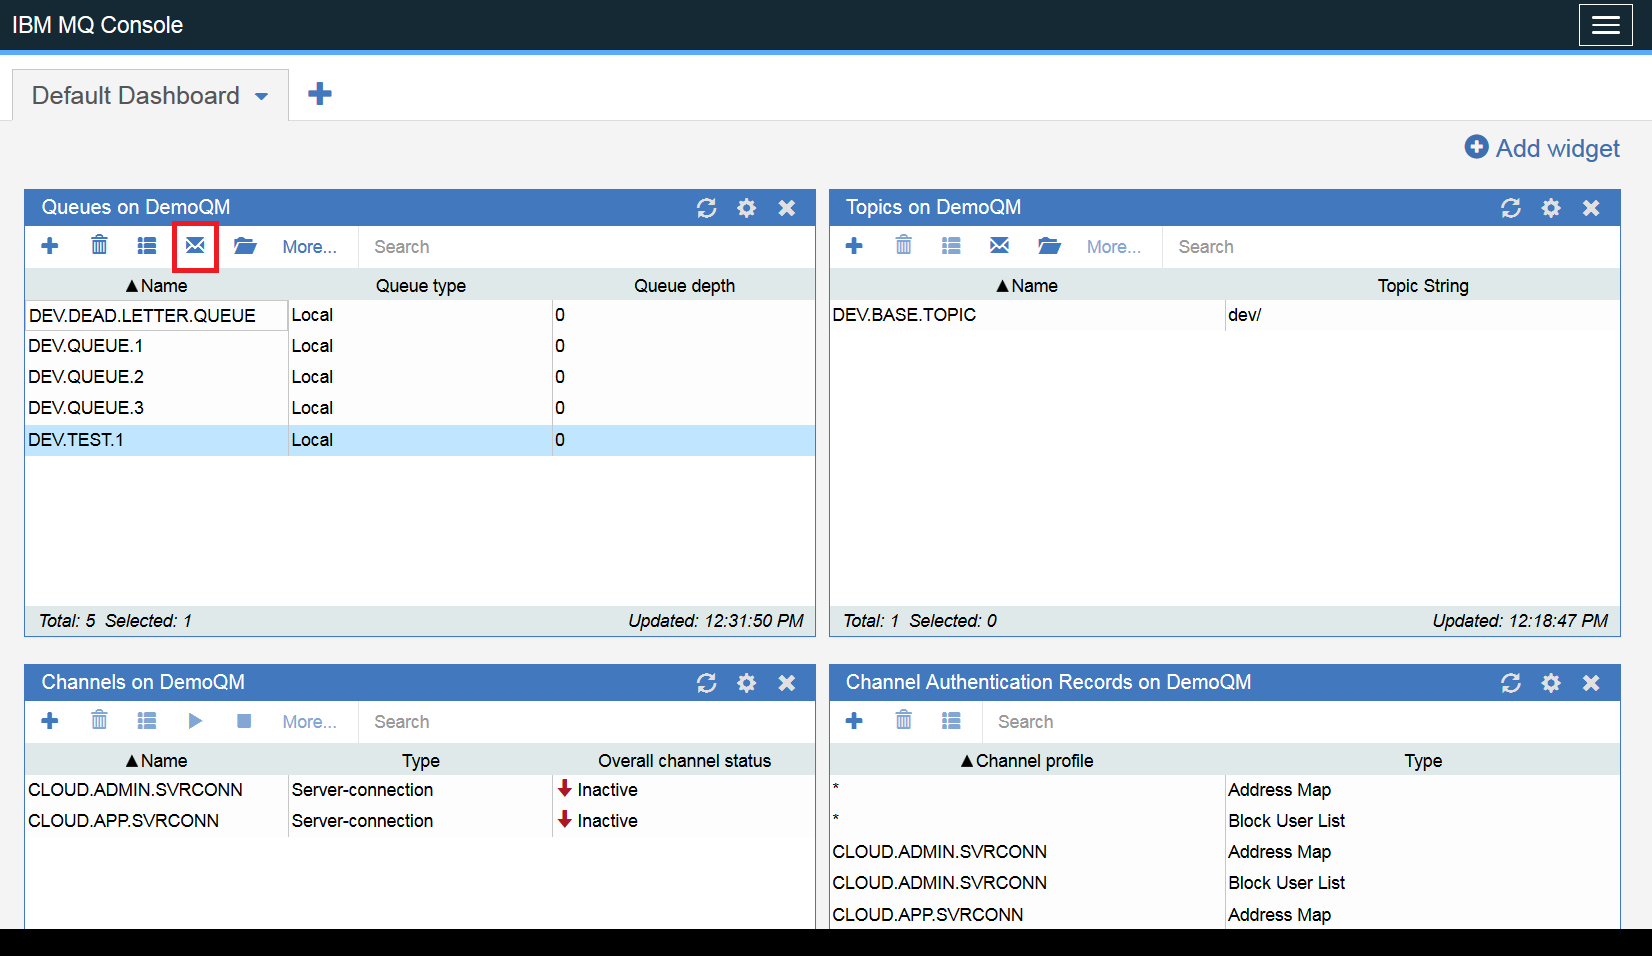 IBM MQ Console
Default Dashboard
Add widget
Queues on DemoQM
More...
Search
▲Name
Queue type
Queue depth
DEV.DEAD.LETTER.QUEUE
Local
0
DEV.QUEUE.1
Local
0
DEV.QUEUE.2
Local
0
DEV.QUEUE.3
Local
0
DEV.TEST.1
Local
0
Total: 5 Selected: 1
Updated: 12:31:50 PM
Topics on DemoQM
More...
Search
▲Name
Topic String
DEV.BASE.TOPIC
dev/
Total: 1 Selected: 0
Updated: 12:18:47 PM
Channels on DemoQM
More...
Search
▲Name
Type
Overall channel status
CLOUD.ADMIN.SVRCONN
Server-connection
Inactive
CLOUD.APP.SVRCONN
Server-connection
Inactive
Channel Authentication Records on DemoQM
Search
▲Channel profile
Type
*
Address Map
*
Block User List
CLOUD.ADMIN.SVRCONN
Address Map
CLOUD.ADMIN.SVRCONN
Block User List
CLOUD.APP.SVRCONN
Address Map